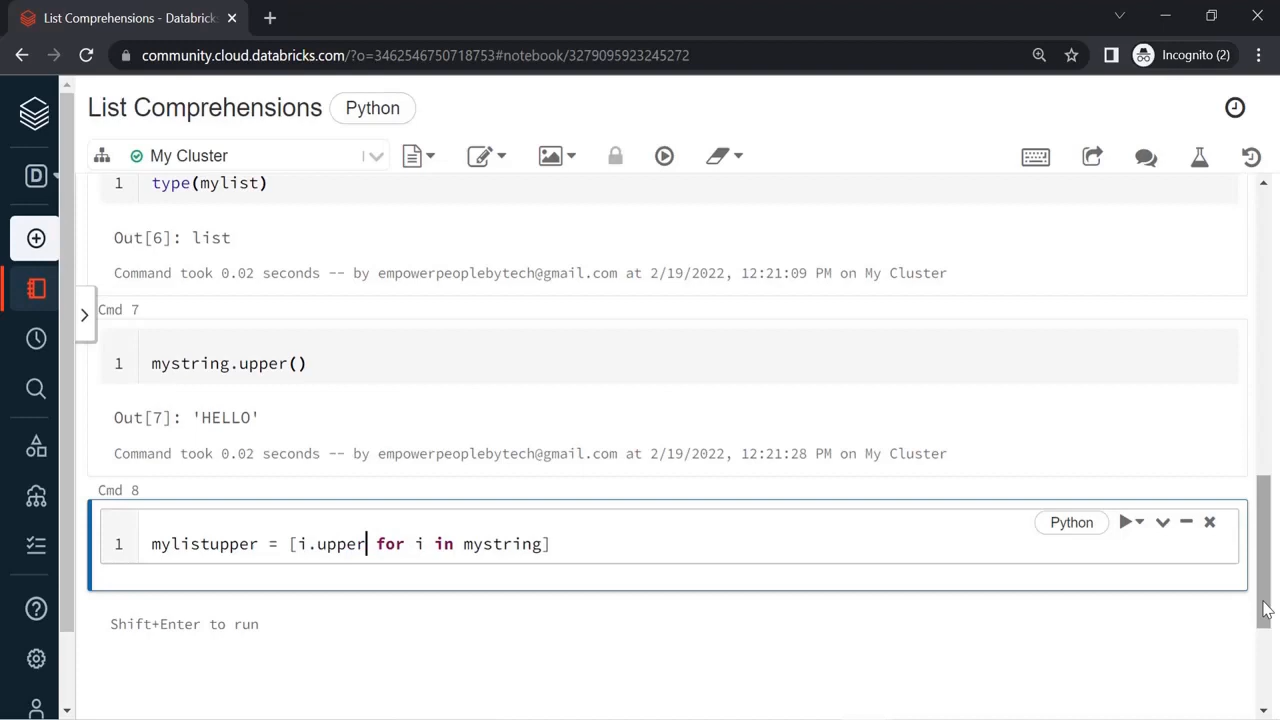 List Comprehensions - Databricks
community.cloud.databricks.com/?o=3462546750718753#notebook/3279095923245272
Incognito (2)
List Comprehensions Python
My Cluster
D
1 type(mylist)
Out[6]: list
Command took 0.02 seconds -- by empowerpeoplebytech@gmail.com at 2/19/2022, 12:21:09 PM on My Cluster
Cmd 7
1 mystring.upper()
Out[7]: 'HELLO'
Command took 0.02 seconds -- by empowerpeoplebytech@gmail.com at 2/19/2022, 12:21:28 PM on My Cluster
Cmd 8
Python
1 mylistupper = [i.upper for i in mystring]
Shift+Enter to run